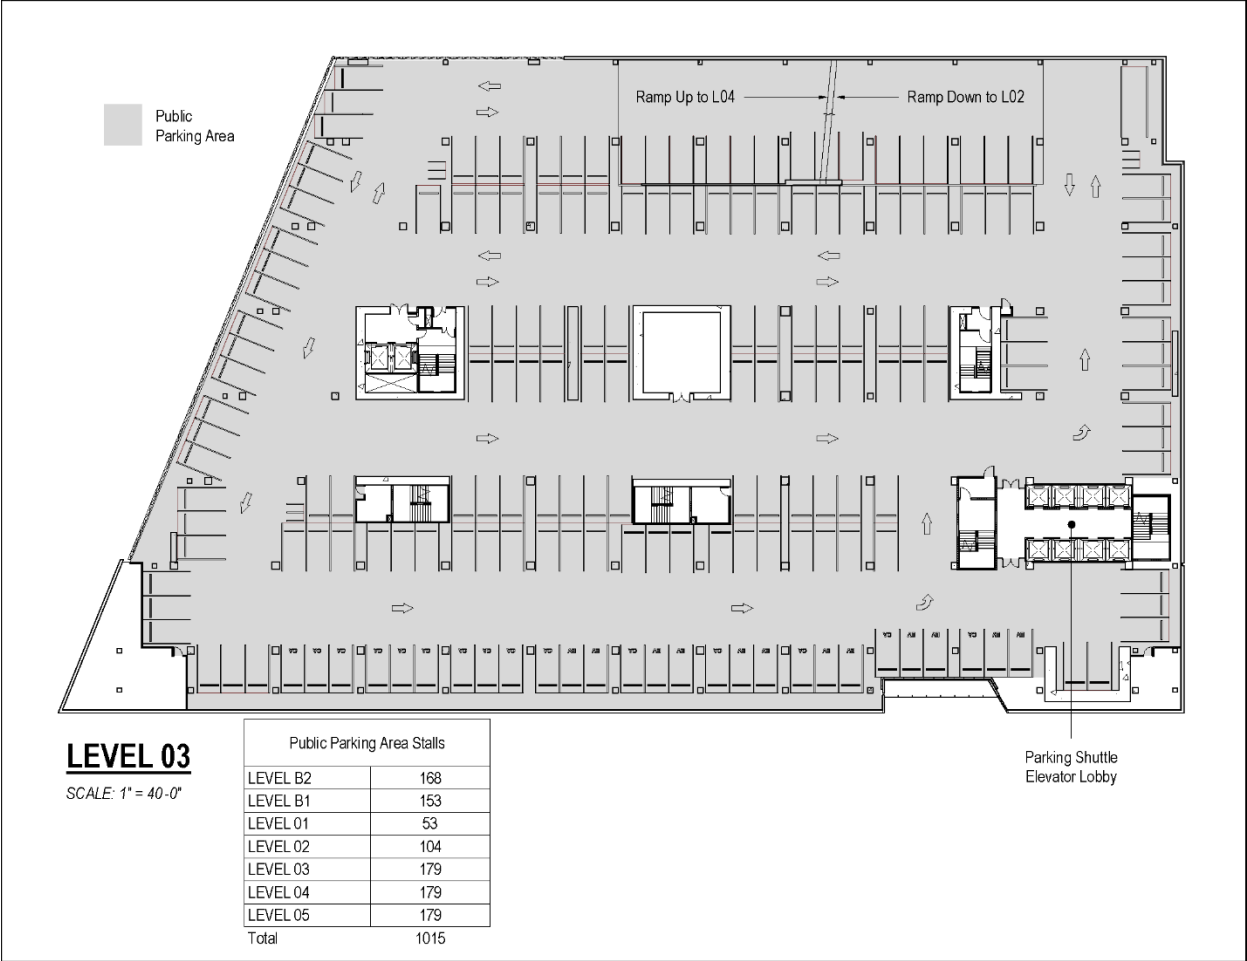 Ramp Up to L04
Ramp Down to L02
Public
Parking Area
LEVEL 03
SCALE: 1" = 40-0"
Public Parking Area Stalls
LEVEL B2 168
LEVEL B1 153
LEVEL 01 53
LEVEL 02 104
LEVEL 03 179
LEVEL 04 179
LEVEL 05 179
Total 1015
Parking Shuttle
Elevator Lobby